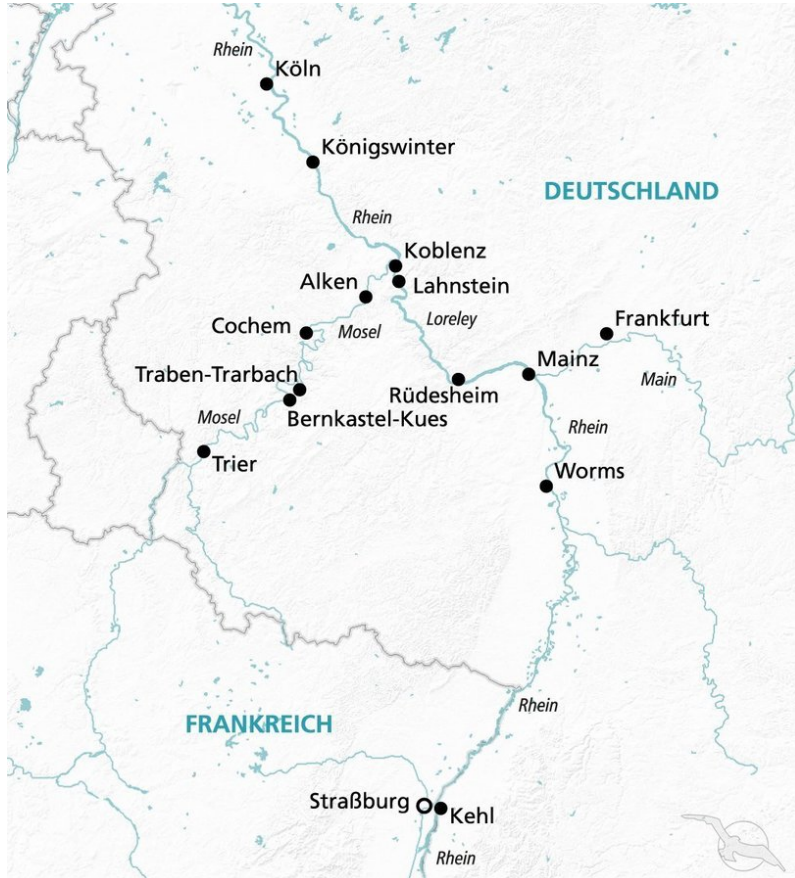 Rhein
Köln
Königswinter
DEUTSCHLAND
Rhein
Koblenz
Alken
Lahnstein
Cochem
Mosel
Loreley
Frankfurt
Traben-Trarbach
Mainz
Rüdesheim
Main
Mosel
Bernkastel-Kues
Rhein
Trier
Worms
Rhein
FRANKREICH
Straßburg
Kehl
Rhein